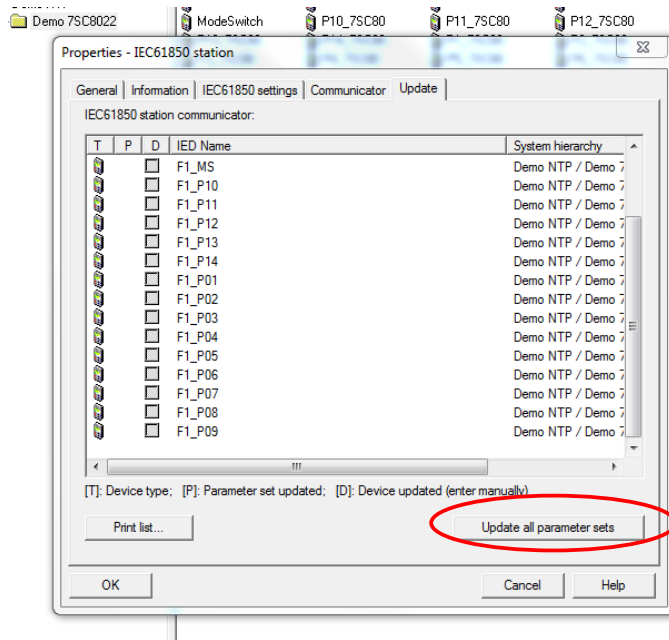 Demo 7SC8022
ModeSwitch P10_7SC80 P11_7SC80 P12_7SC80
Properties - IEC61850 station
General Information IEC61850 settings Communicator Update
IEC61850 station communicator:
T P D IED Name System hierarchy
F1_MS Demo NTP / Demo 7
F1_P10 Demo NTP / Demo 7
F1_P11 Demo NTP / Demo 7
F1_P12 Demo NTP / Demo 7
F1_P13 Demo NTP / Demo 7
F1_P14 Demo NTP / Demo 7
F1_P01 Demo NTP / Demo 7
F1_P02 Demo NTP / Demo 7
F1_P03 Demo NTP / Demo 7
F1_P04 Demo NTP / Demo 7
F1_P05 Demo NTP / Demo 7
F1_P06 Demo NTP / Demo 7
F1_P07 Demo NTP / Demo 7
F1_P08 Demo NTP / Demo 7
F1_P09 Demo NTP / Demo 7
[T]: Device type; [P]: Parameter set updated; [D]: Device updated (enter manually)
Print list... Update all parameter sets
OK Cancel Help